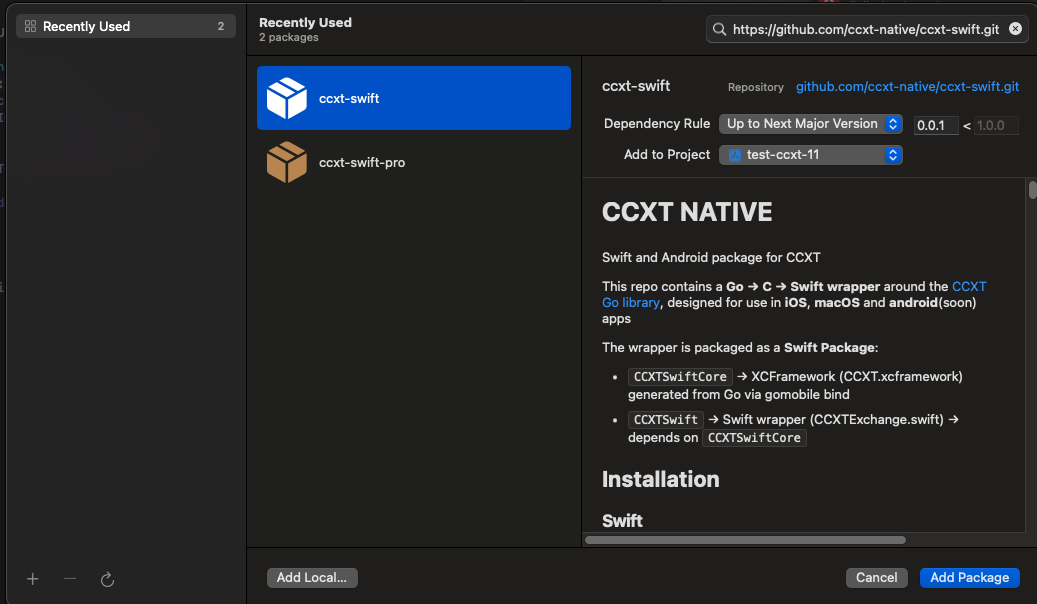 Recently Used 2
Recently Used
2 packages
https://github.com/ccxt-native/ccxt-swift.git
ccxt-swift
ccxt-swift-pro
ccxt-swift Repository github.com/ccxt-native/ccxt-swift.git
Dependency Rule Up to Next Major Version 0.0.1 < 1.0.0
Add to Project test-ccxt-11
CCXT NATIVE
Swift and Android package for CCXT
This repo contains a Go → C → Swift wrapper around the CCXT
Go library, designed for use in iOS, macOS and android(soon)
apps
The wrapper is packaged as a Swift Package:
• CCXTSwiftCore → XCFramework (CCXT.xcframework)
generated from Go via gomobile bind
• CCXTSwift → Swift wrapper (CCXTExchange.swift) →
depends on CCXTSwiftCore
Installation
Swift
Add Local... Cancel Add Package